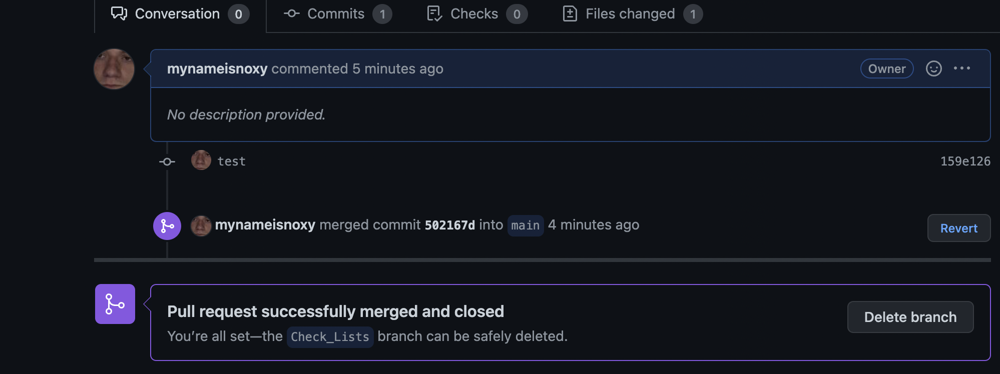 Conversation 0 Commits 1 Checks 0 Files changed 1
mynameisnoxy commented 5 minutes ago Owner
No description provided.
test 159e126
mynameisnoxy merged commit 502167d into main 4 minutes ago Revert
Pull request successfully merged and closed
You’re all set—the Check_Lists branch can be safely deleted.
Delete branch